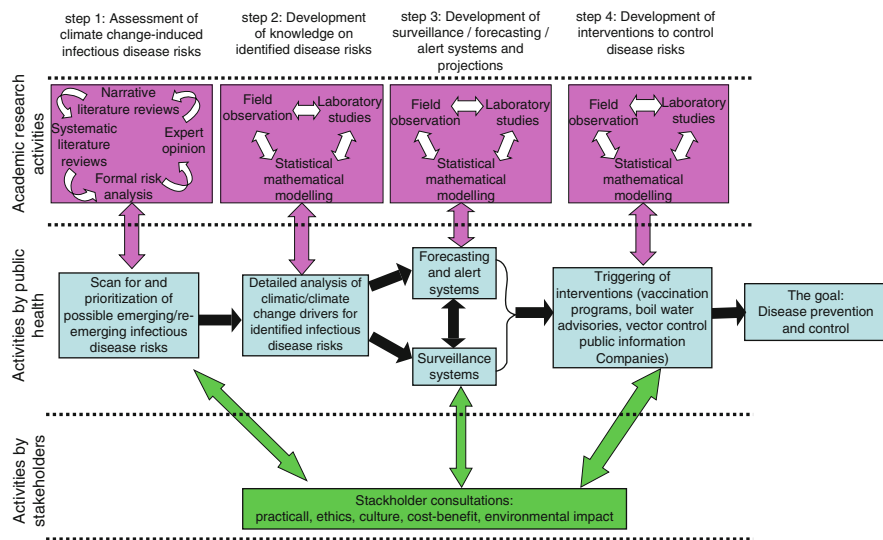 step 1: Assessment of
climate change-induced
infectious disease risks
step 2: Development
of knowledge on
identified disease risks
step 3: Development of
surveillance / forecasting /
alert systems and
projections
step 4: Development of
interventions to control
disease risks
Academic research
activities
Narrative
literature reviews
Systematic
literature
reviews
Expert
opinion
Formal risk
analysis
Field
observation
Laboratory
studies
Statistical
mathematical
modelling
Field
observation
Laboratory
studies
Statistical
mathematical
modelling
Field
observation
Laboratory
studies
Statistical
mathematical
modelling
Activities by public
health
Scan for and
prioritization of
possible emerging/re-
emerging infectious
disease risks
Detailed analysis of
climatic/climate
change drivers for
identified infectious
disease risks
Forecasting
and alert
systems
Surveillance
systems
Triggering of
interventions (vaccination
programs, boil water
advisories, vector control
public information
Companies)
The goal:
Disease prevention
and control
Activities by
stakeholders
Stackholder consultations:
practicall, ethics, culture, cost-benefit, environmental impact